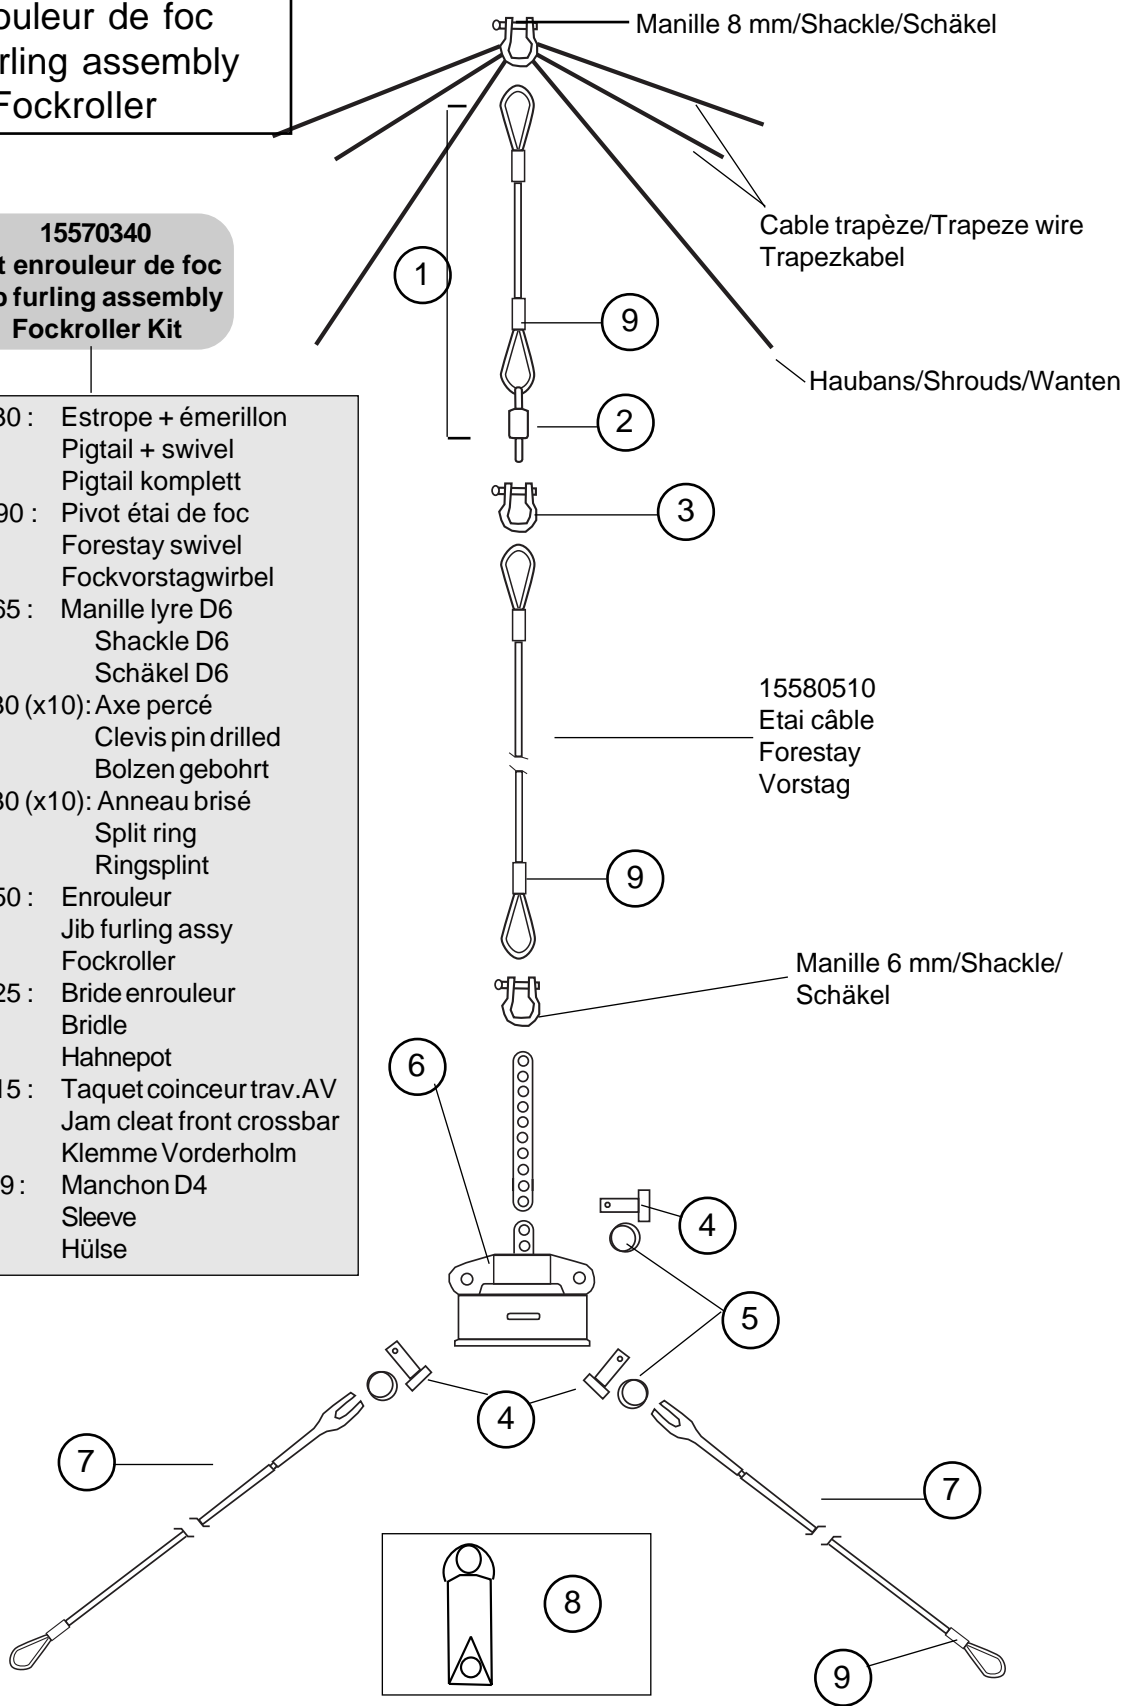 ouleur de foc
rling assembly
Fockroller
Manille 8 mm/Shackle/Schäkel
Cable trapèze/Trapeze wire
Trapezkabel
Haubans/Shrouds/Wanten
15570340
t enrouleur de foc
furling assembly
Fockroller Kit
30 : Estrope + émerillon
Pigtail + swivel
Pigtail komplett
90 : Pivot étai de foc
Forestay swivel
Fockvorstagwirbel
65 : Manille lyre D6
Shackle D6
Schäkel D6
30 (x10): Axe percé
Clevis pin drilled
Bolzen gebohrt
30 (x10): Anneau brisé
Split ring
Ringsplint
50 : Enrouleur
Jib furling assy
Fockroller
25 : Bride enrouleur
Bridle
Hahnepot
15 : Taquet coinceur trav.AV
Jam cleat front crossbar
Klemme Vorderholm
9 : Manchon D4
Sleeve
Hülse
1
9
2
3
15580510
Etai câble
Forestay
Vorstag
9
Manille 6 mm/Shackle/
Schäkel
6
4
5
4
7
7
8
9